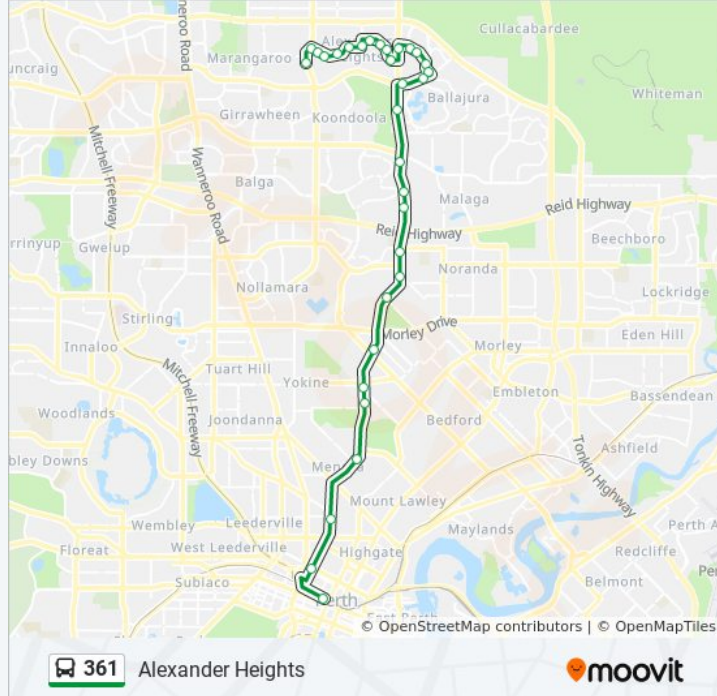 Cullacabardee
Marangaroo
Wanneroo Road
Whiteman
Ballajura
Girrawheen
Koondoola
Mitchell-Freeway
Balga
Wanneroo Road
Malaga
Reid Highway
Reid Highway
Beechboro
Gwelup
Noranda
Nollamara
Lockridge
Stirling
Morley Drive
Eden Hill
Innaloo
Morley
Mitchell-Freeway
Tuart Hill
Yokine
Embleton
Bassendean
Woodlands
Joondanna
Bedford
Tonkin Highway
Ashfield
Mount Lawley
Wembley
Leederville
Maylands
Perth A
Floreat
West Leederville
Highgate
Redcliffe
Subiaco
Belmont
Perth
© OpenStreetMap contributors | © OpenMapTiles
361 Alexander Heights
moovit